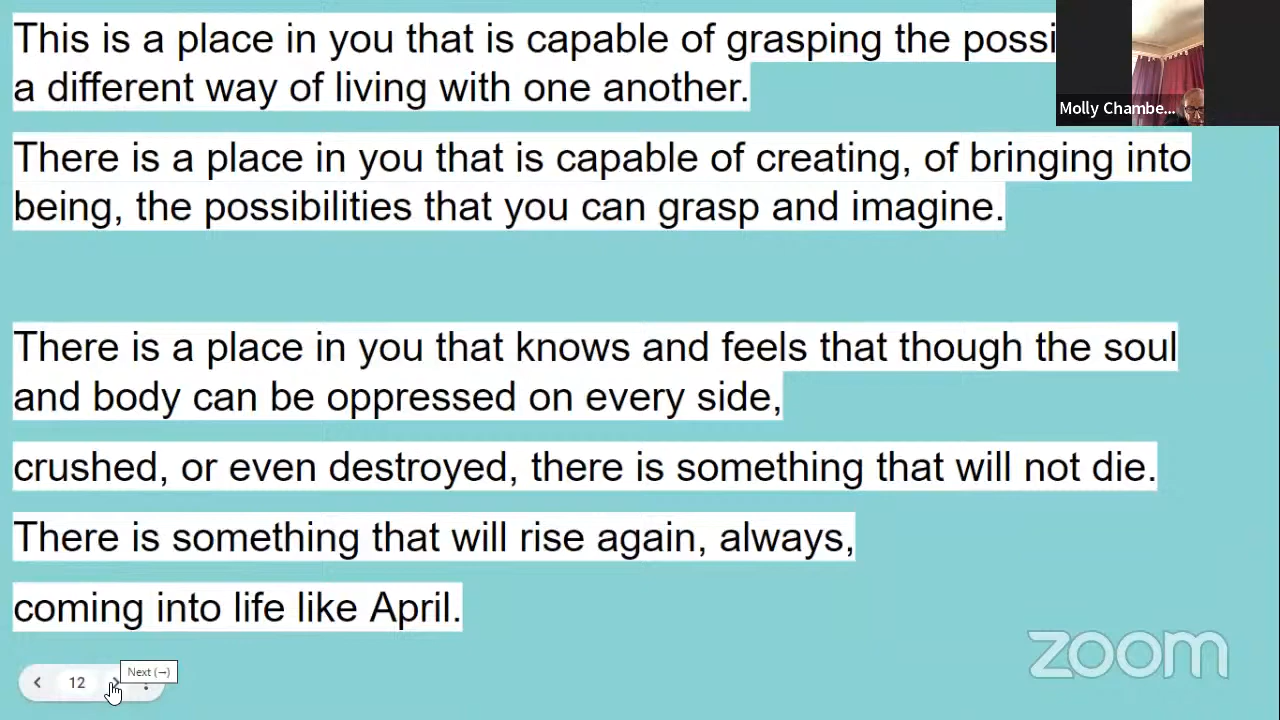 This is a place in you that is capable of grasping the possi
a different way of living with one another.
Molly Chambe...
There is a place in you that is capable of creating, of bringing into
being, the possibilities that you can grasp and imagine.
There is a place in you that knows and feels that though the soul
and body can be oppressed on every side,
crushed, or even destroyed, there is something that will not die.
There is something that will rise again, always,
coming into life like April.
zoom
12
Next (→)